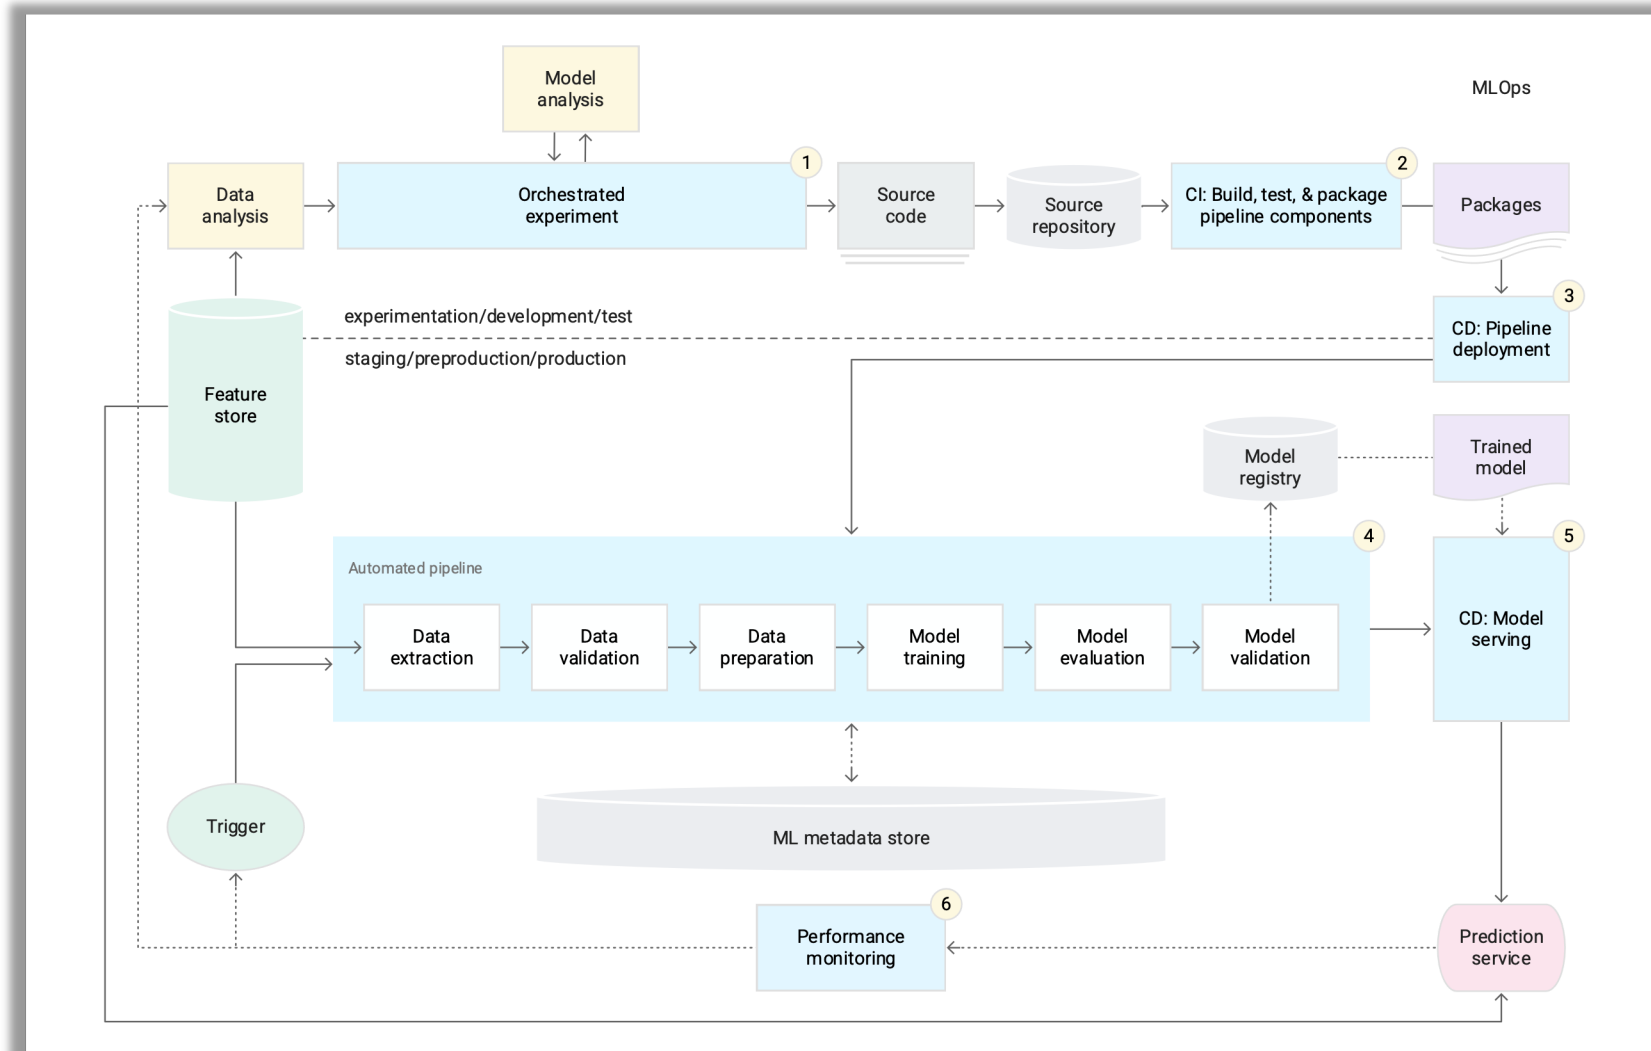 Model
analysis
MLOps
1
2
Data
analysis
Orchestrated
experiment
Source
code
Source
repository
CI: Build, test, & package
pipeline components
Packages
3
experimentation/development/test
staging/preproduction/production
CD: Pipeline
deployment
Feature
store
Model
registry
Trained
model
4
5
Automated pipeline
Data
extraction
Data
validation
Data
preparation
Model
training
Model
evaluation
Model
validation
CD: Model
serving
Trigger
ML metadata store
6
Performance
monitoring
Prediction
service